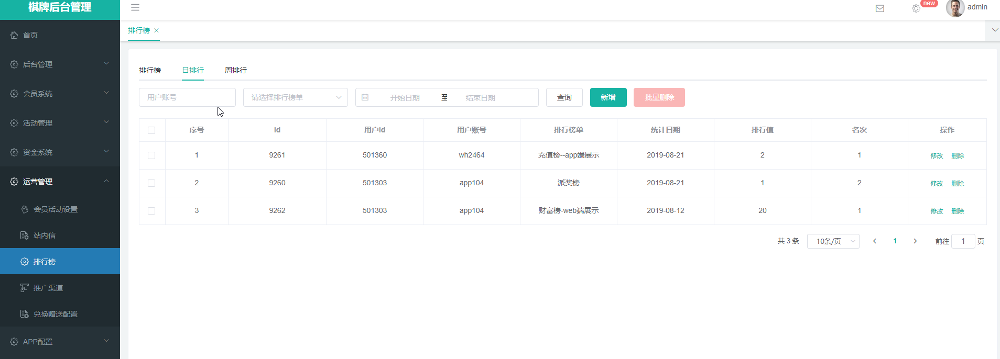 棋牌后台管理
new
admin
排行榜
首页
后台管理
会员系统
活动管理
资金系统
运营管理
会员活动设置
站内信
排行榜
推广渠道
兑换赠送配置
APP配置
排行榜 日排行 周排行
用户账号 请选择排行榜单 开始日期 至 结束日期 查询 新增 批量删除
序号 id 用户id 用户账号 排行榜单 统计日期 排行值 名次 操作
1 9261 501360 wh2464 充值榜--app端展示 2019-08-21 2 1 修改 删除
2 9260 501303 app104 派奖榜 2019-08-21 1 2 修改 删除
3 9262 501303 app104 财富榜-web端展示 2019-08-12 20 1 修改 删除
共 3 条 10条/页 1 前往 1 页